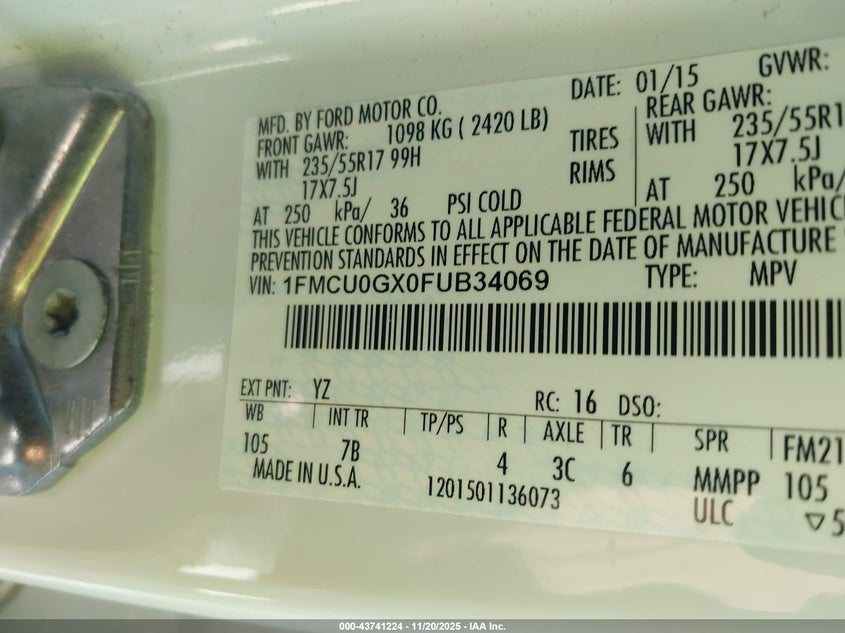 MFD. BY FORD MOTOR CO.
DATE: 01/15
GVWR:
FRONT GAWR: 1098 KG ( 2420 LB)
REAR GAWR:
WITH 235/55R17 99H
TIRES
WITH 235/55R1
17X7.5J
RIMS
17X7.5J
AT 250 kPa/ 36 PSI COLD
AT 250 kPa/
THIS VEHICLE CONFORMS TO ALL APPLICABLE FEDERAL MOTOR VEHIC
PREVENTION STANDARDS IN EFFECT ON THE DATE OF MANUFACTURE
VIN: 1FMCU0GX0FUB34069 TYPE: MPV
EXT PNT: YZ RC: 16 DSO:
WB INT TR TP/PS R AXLE TR SPR FM21
105 7B 4 3C 6 MMPP 105
MADE IN U.S.A. 1201501136073 ULC ▽5
000-43741224 - 11/20/2025 - IAA Inc.